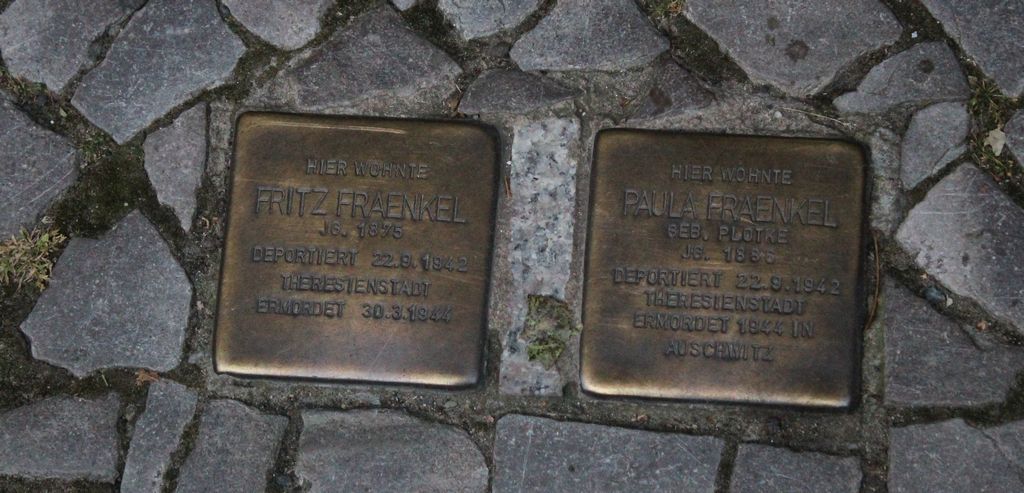 HIER WOHNTE
FRITZ FRAENKEL
JG. 1875
DEPORTIERT 22.9.1942
THERESIENSTADT
ERMORDET 30.3.1944
HIER WOHNTE
PAULA FRAENKEL
GEB. PLOTKE
JG. 1886
DEPORTIERT 22.9.1942
THERESIENSTADT
ERMORDET 1944 IN
AUSCHWITZ